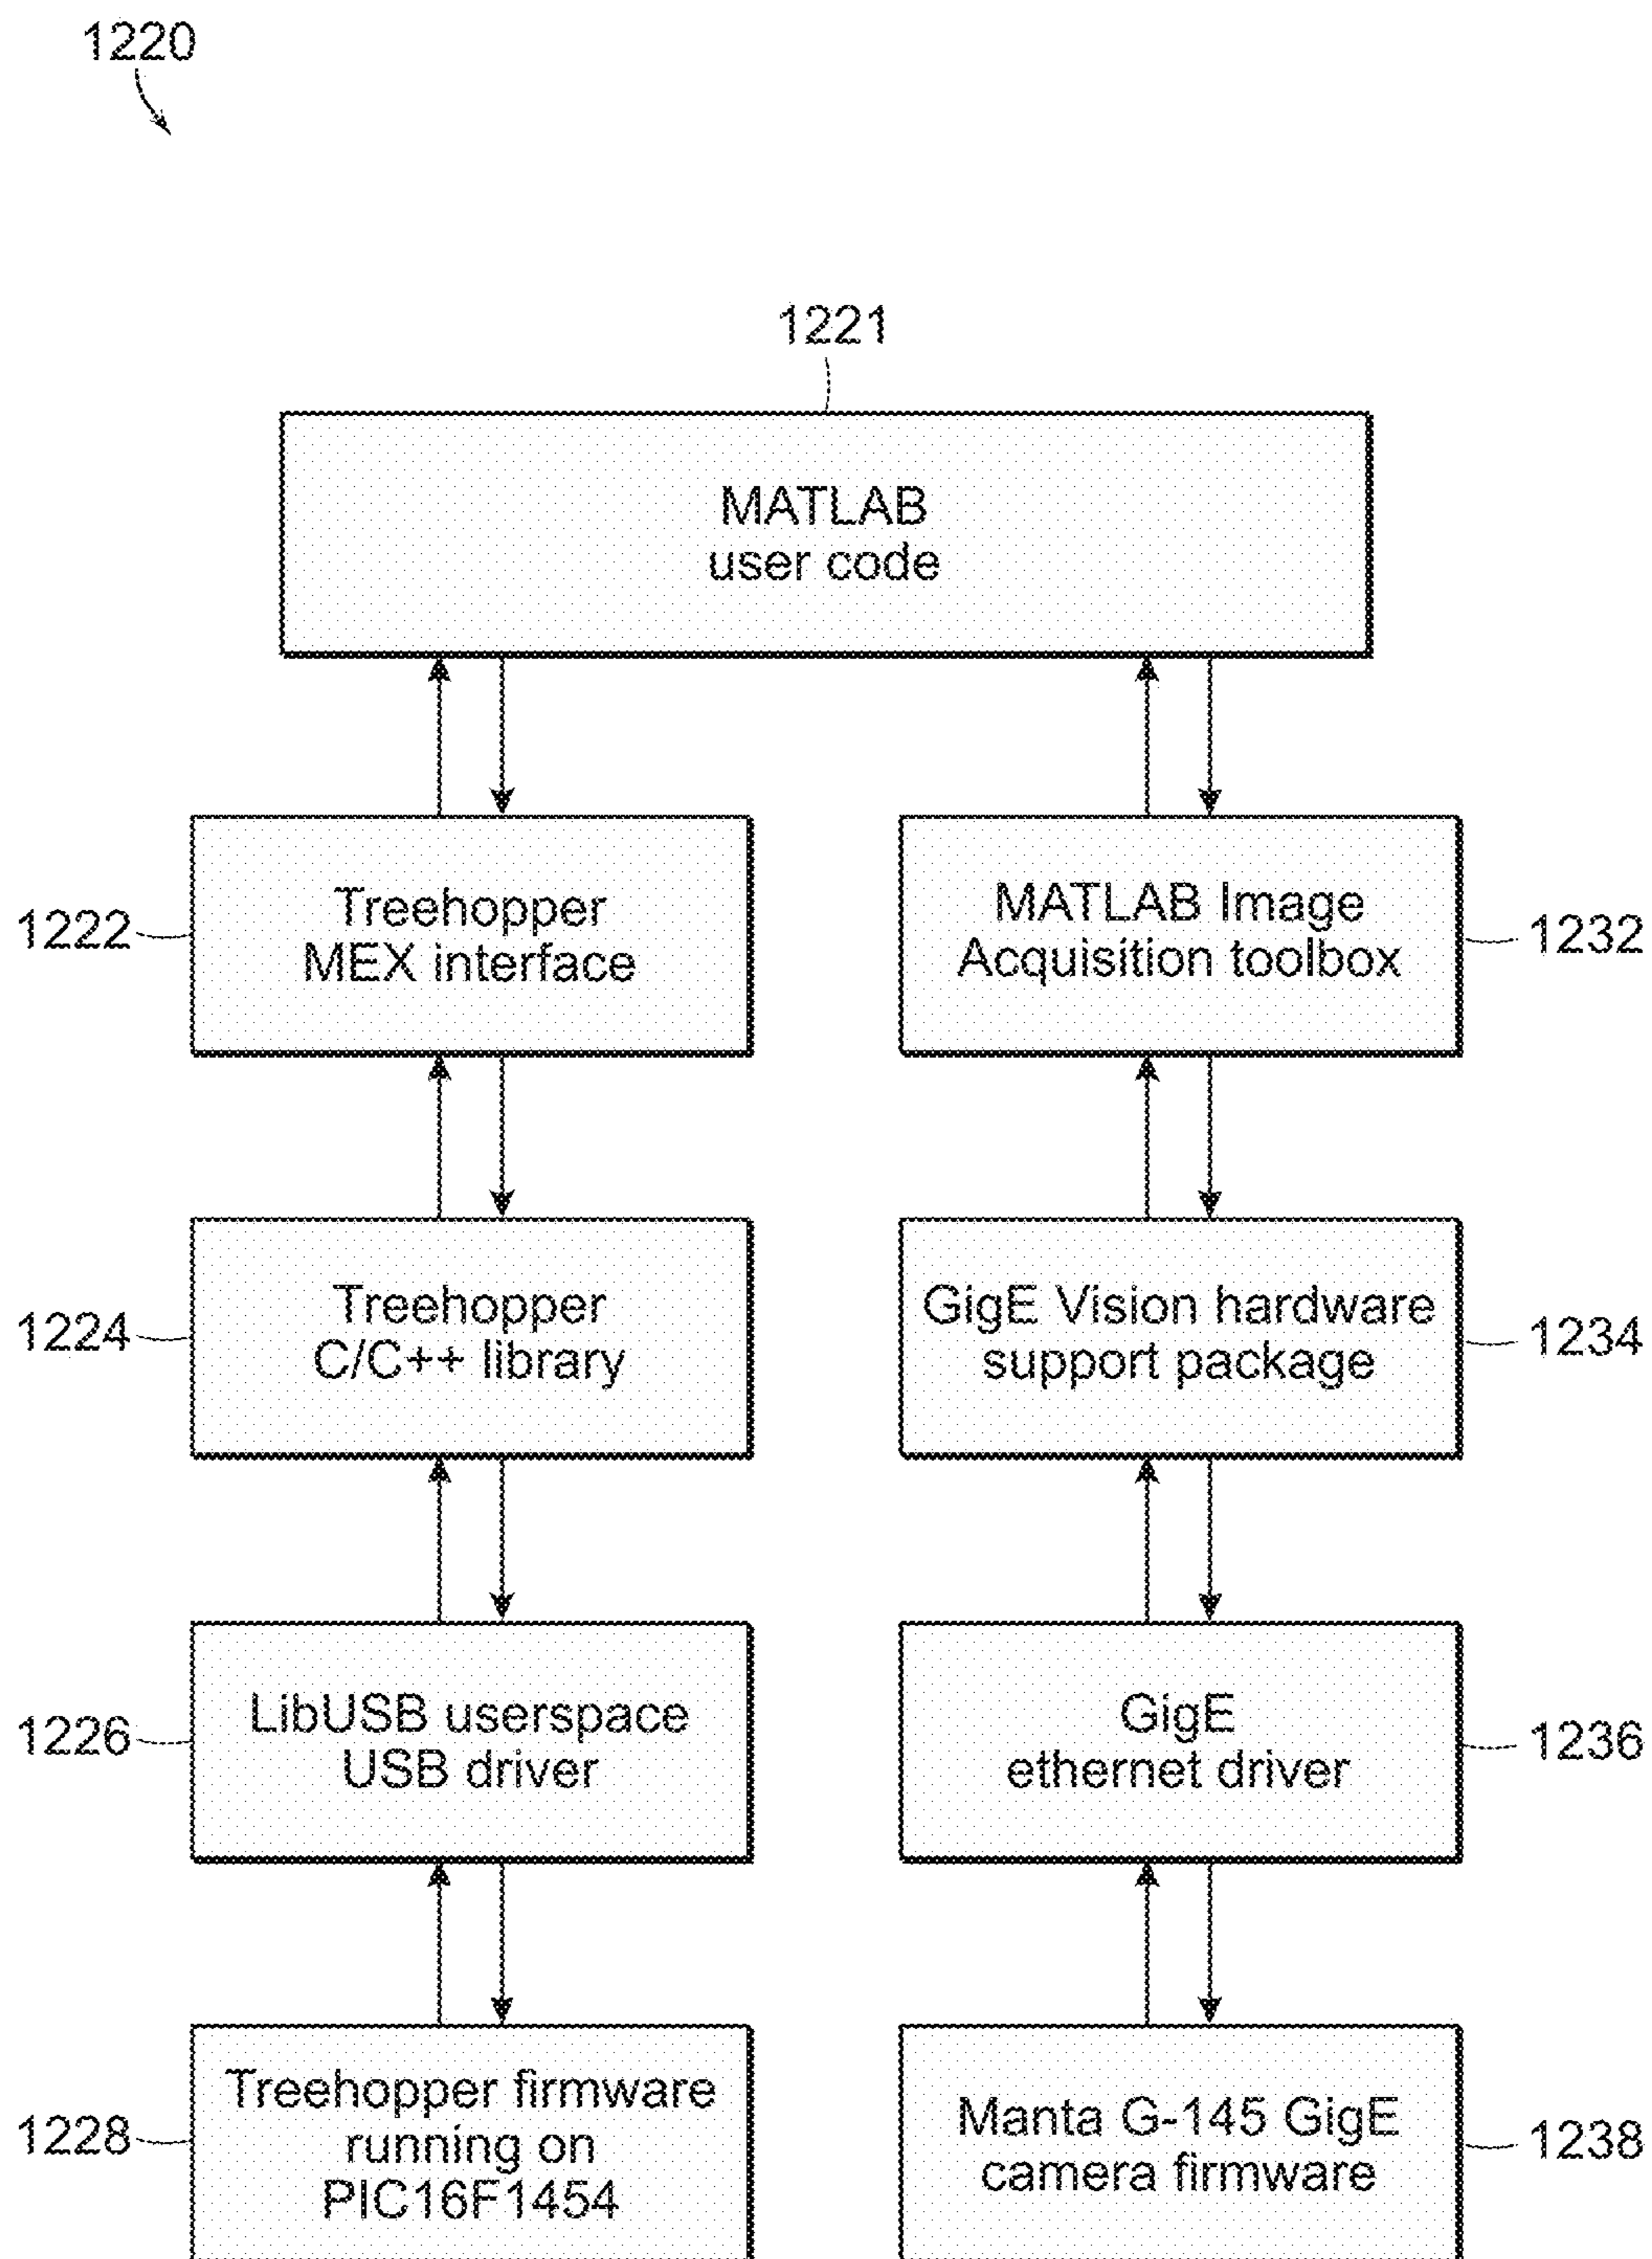 1220
1221
MATLAB
user code
1222
Treehopper
MEX interface
MATLAB Image
Acquisition toolbox
1232
1224
Treehopper
C/C++ library
GigE Vision hardware
support package
1234
1226
LibUSB userspace
USB driver
GigE
ethernet driver
1236
1228
Treehopper firmware
running on
PIC16F1454
Manta G-145 GigE
camera firmware
1238